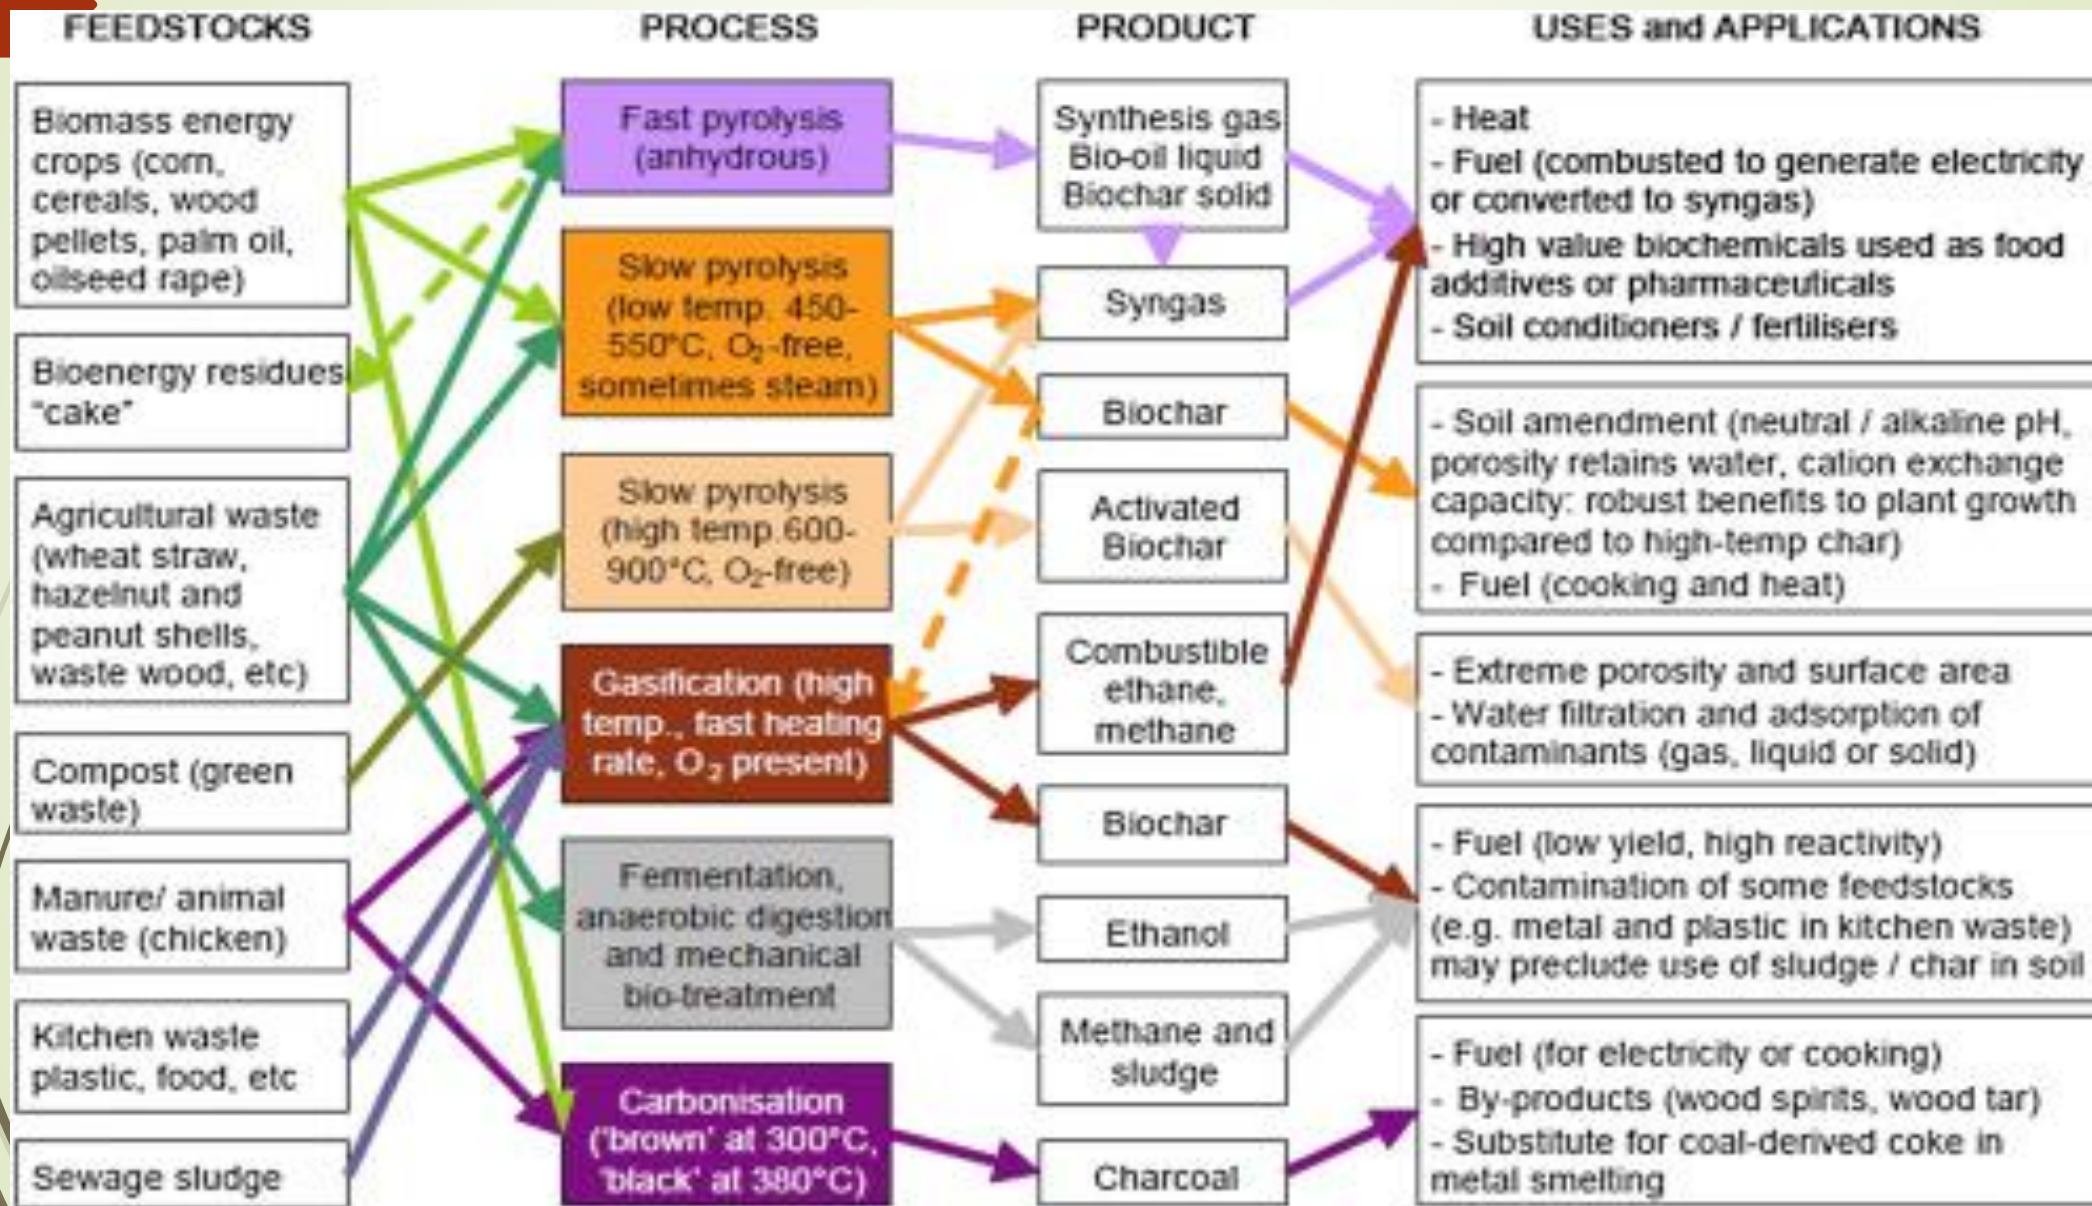 FEEDSTOCKS
Biomass energy
crops (corn,
cereals, wood
pellets, palm oil,
oilseed rape)
Bioenergy residues
“cake”
Agricultural waste
(wheat straw,
hazelnut and
peanut shells,
waste wood, etc)
Compost (green
waste)
Manure/ animal
waste (chicken)
Kitchen waste
plastic, food, etc
Sewage sludge
PROCESS
Fast pyrolysis
(anhydrous)
Slow pyrolysis
(low temp. 450-
550°C, O₂-free,
sometimes steam)
Slow pyrolysis
(high temp 600-
900°C, O₂-free)
Gasification (high
temp., fast heating
rate, O₂ present)
Fermentation,
anaerobic digestion
and mechanical
bio-treatment
Carbonisation
(‘brown’ at 300°C,
‘black’ at 380°C)
PRODUCT
Synthesis gas
Bio-oil liquid
Biochar solid
Syngas
Biochar
Activated
Biochar
Combustible
ethane,
methane
Biochar
Ethanol
Methane and
sludge
Charcoal
USES and APPLICATIONS
- Heat
- Fuel (combusted to generate electricity
or converted to syngas)
- High value biochemicals used as food
additives or pharmaceuticals
- Soil conditioners / fertilisers
- Soil amendment (neutral / alkaline pH,
porosity retains water, cation exchange
capacity: robust benefits to plant growth
compared to high-temp char)
- Fuel (cooking and heat)
- Extreme porosity and surface area
- Water filtration and adsorption of
contaminants (gas, liquid or solid)
- Fuel (low yield, high reactivity)
- Contamination of some feedstocks
(e.g. metal and plastic in kitchen waste)
may preclude use of sludge / char in soil
- Fuel (for electricity or cooking)
- By-products (wood spirits, wood tar)
- Substitute for coal-derived coke in
metal smelting